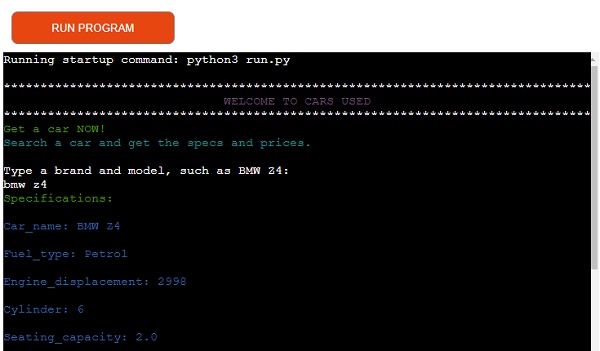 RUN PROGRAM
Running startup command: python3 run.py
********************************************************************************
WELCOME TO CARS USED
********************************************************************************
Get a car NOW!
Search a car and get the specs and prices.
Type a brand and model, such as BMW Z4:
bmw z4
Specifications:
Car_name: BMW Z4
Fuel_type: Petrol
Engine_displacement: 2998
Cylinder: 6
Seating_capacity: 2.0